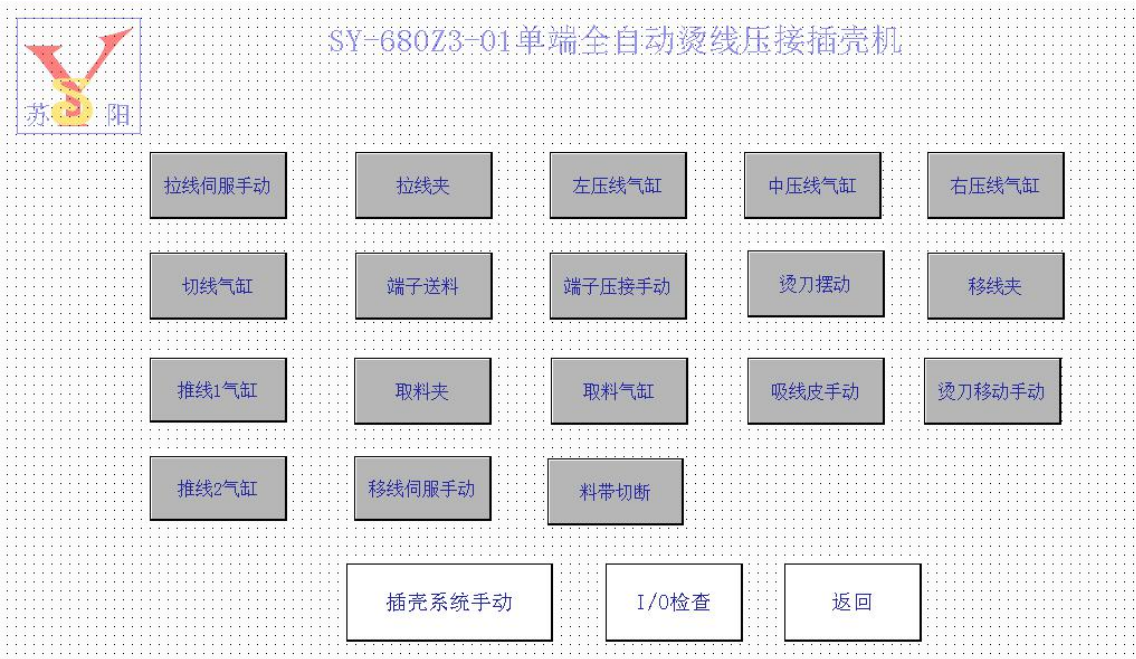 SY-680Z3-01单端全自动烫线压接插壳机
苏 阳
拉线伺服手动 拉线夹 左压线气缸 中压线气缸 右压线气缸
切线气缸 端子送料 端子压接手动 烫刀摆动 移线夹
推线1气缸 取料夹 取料气缸 吸线皮手动 烫刀移动手动
推线2气缸 移线伺服手动 料带切断
插壳系统手动 I/O检查 返回